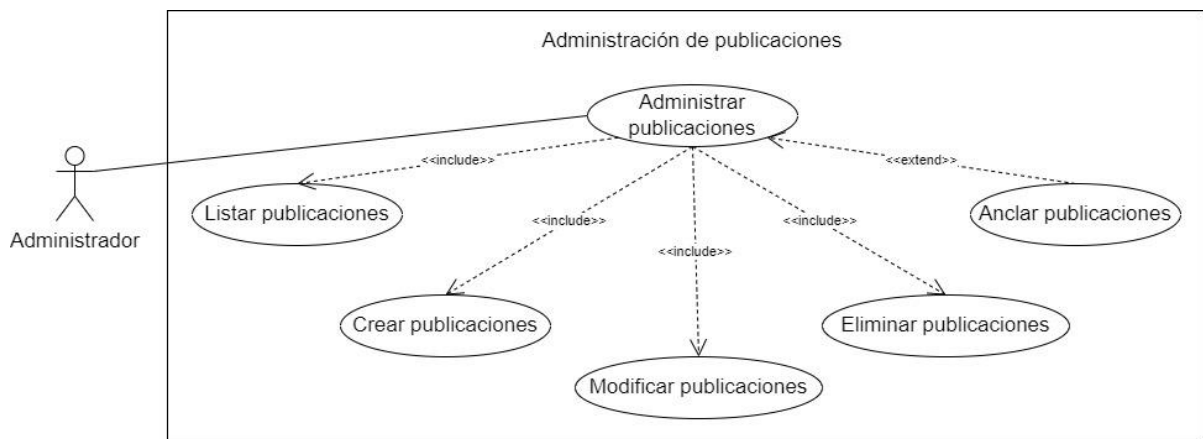 Administración de publicaciones
Administrar
publicaciones
<<include>>
<<extend>>
Listar publicaciones
Anclar publicaciones
Administrador
<<include>>
<<include>>
<<include>>
Crear publicaciones
Eliminar publicaciones
Modificar publicaciones